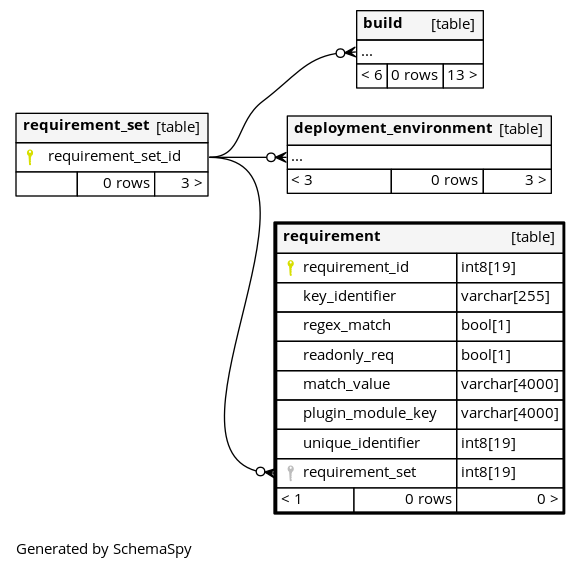 build [table]
...
< 6 0 rows 13 >
requirement_set [table]
requirement_set_id
0 rows 3 >
deployment_environment [table]
...
< 3 0 rows 3 >
requirement [table]
requirement_id int8[19]
key_identifier varchar[255]
regex_match bool[1]
readonly_req bool[1]
match_value varchar[4000]
plugin_module_key varchar[4000]
unique_identifier int8[19]
requirement_set int8[19]
< 1 0 rows 0 >
Generated by SchemaSpy